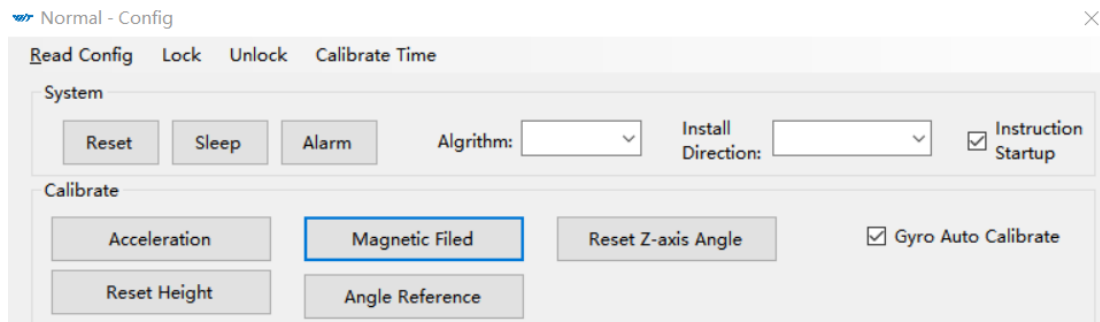 WIT Normal - Config
Read Config Lock Unlock Calibrate Time
System
Reset Sleep Alarm Algrithm: Install Direction: Instruction Startup
Calibrate
Acceleration Magnetic Filed Reset Z-axis Angle Gyro Auto Calibrate
Reset Height Angle Reference